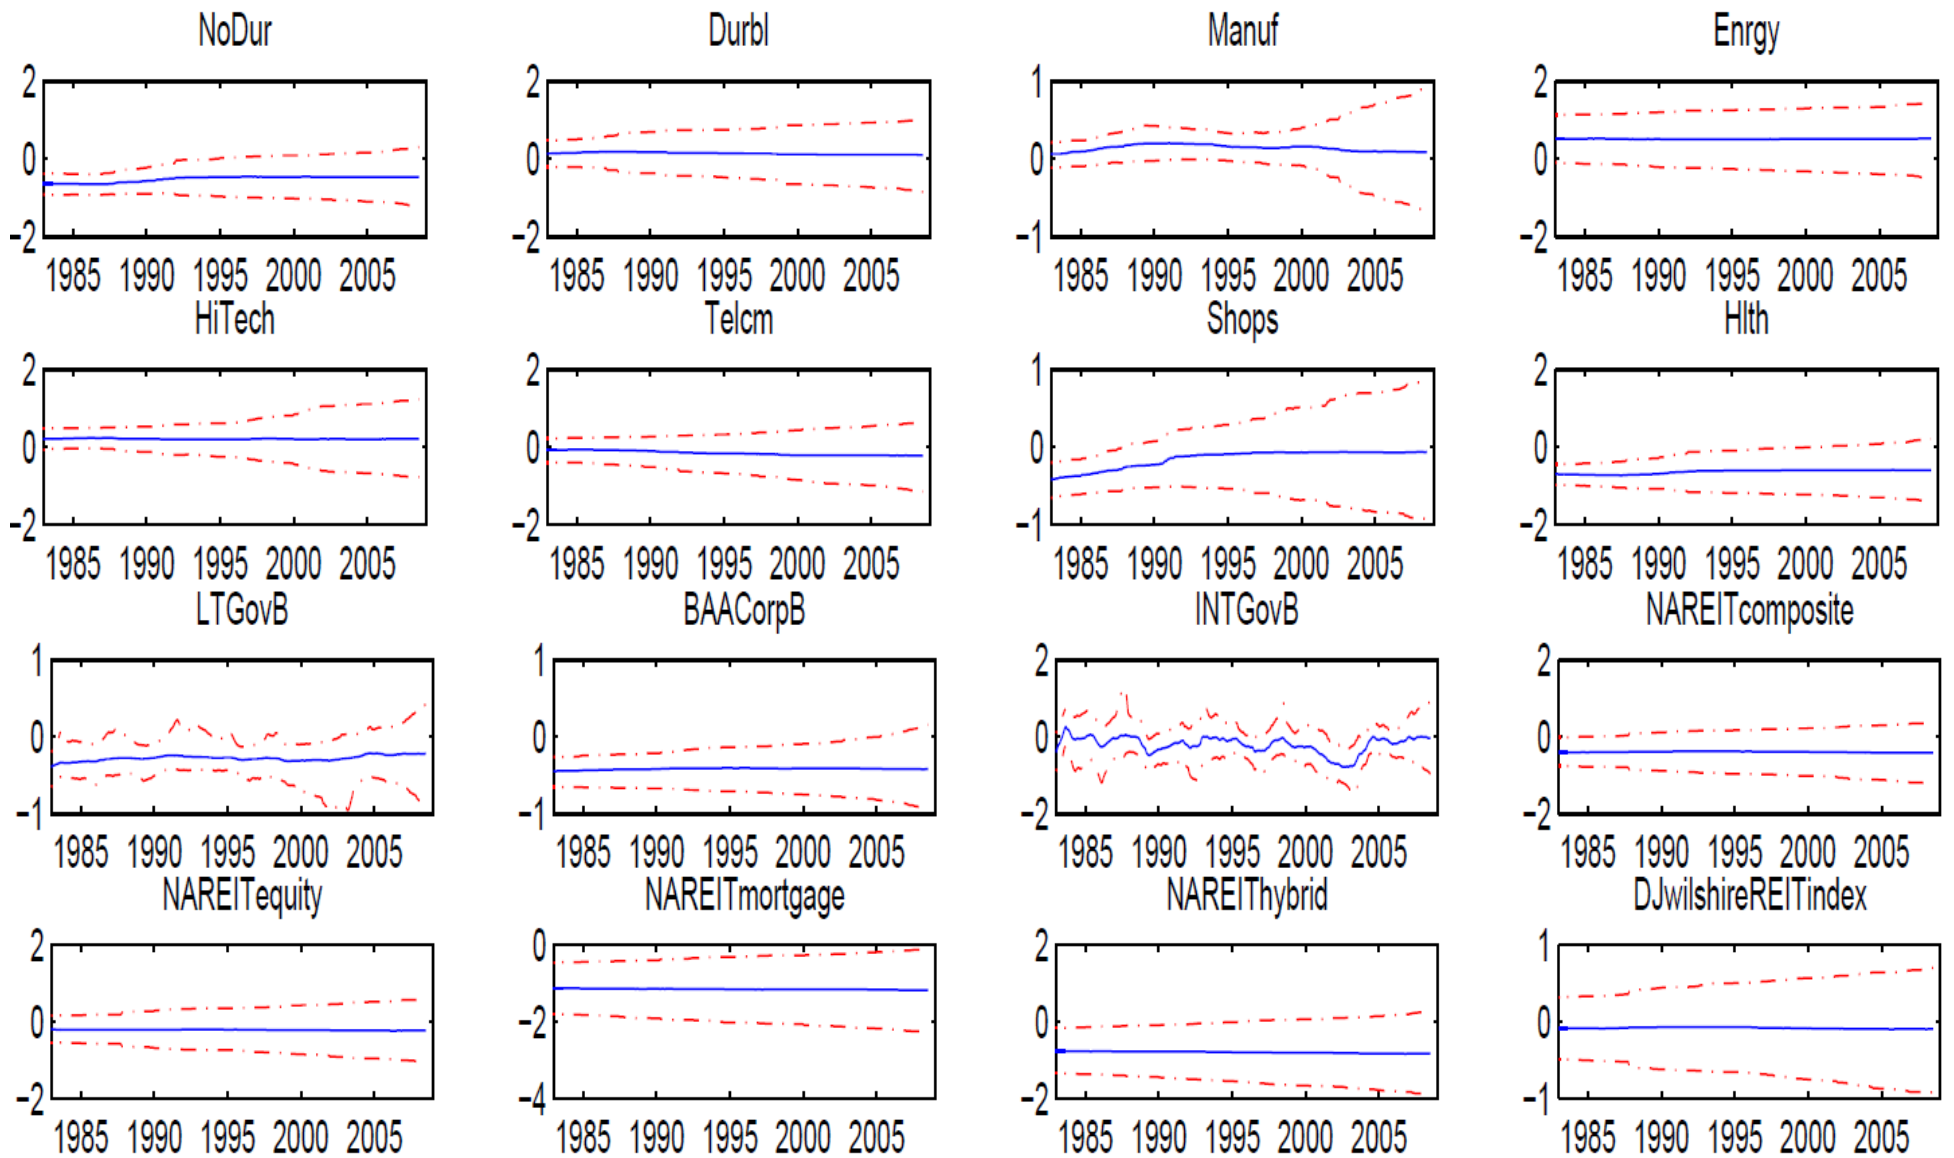 NoDur Durbl Manuf Enrgy
2 2 1 2
0 0 0 0
−2 −2 −1 −2
1985 1990 1995 2000 2005 1985 1990 1995 2000 2005 1985 1990 1995 2000 2005 1985 1990 1995 2000 2005
HiTech Telcm Shops Hlth
2 2 1 2
0 0 0 0
−2 −2 −1 −2
1985 1990 1995 2000 2005 1985 1990 1995 2000 2005 1985 1990 1995 2000 2005 1985 1990 1995 2000 2005
LTGovB BAACorpB INTGovB NAREITcomposite
1 1 2 2
0 0 0 0
−1 −1 −2 −2
1985 1990 1995 2000 2005 1985 1990 1995 2000 2005 1985 1990 1995 2000 2005 1985 1990 1995 2000 2005
NAREITequity NAREITmortgage NAREIThybrid DJwilshireREITindex
2 0 2 1
0 −2 0 0
−2 −4 −2 −1
1985 1990 1995 2000 2005 1985 1990 1995 2000 2005 1985 1990 1995 2000 2005 1985 1990 1995 2000 2005